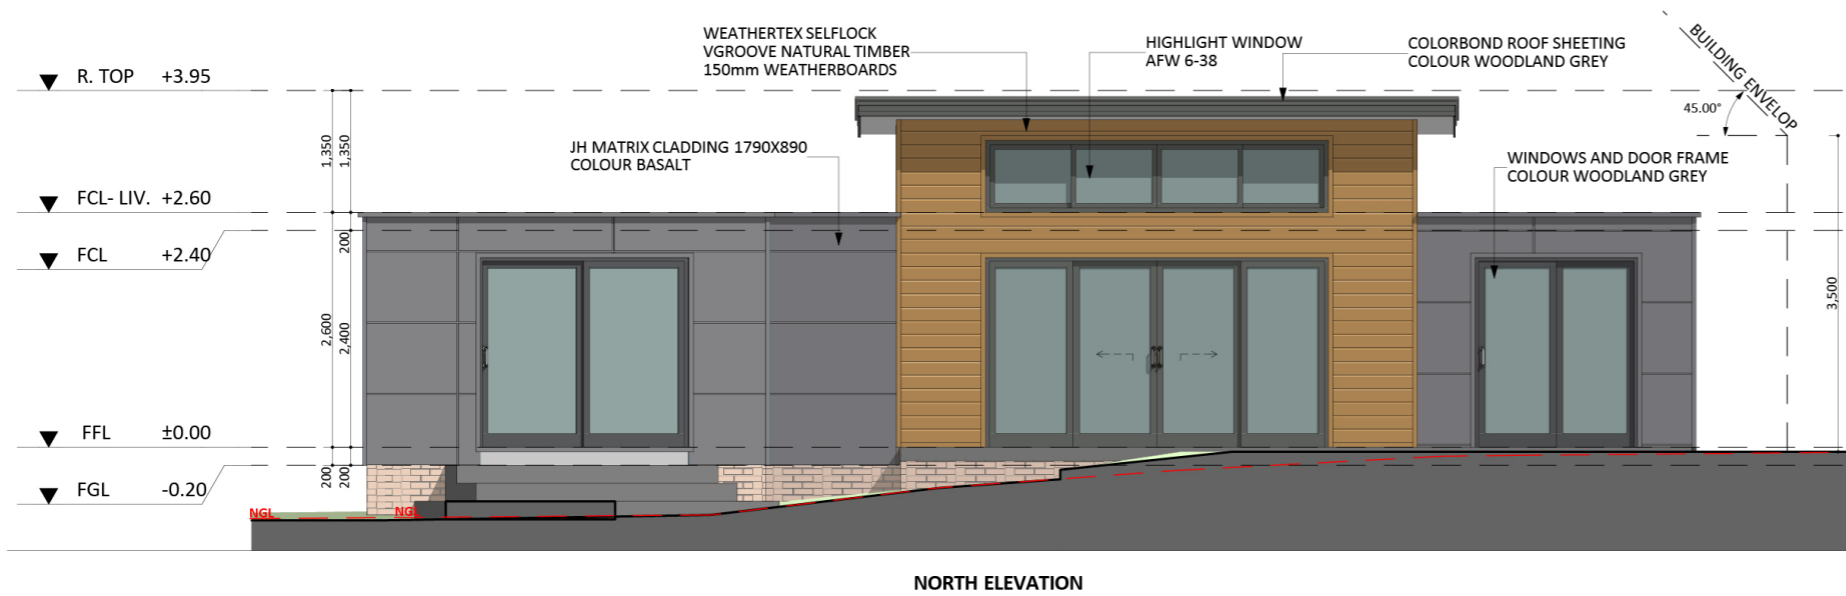 WEATHERTEX SELFLOCK
VGROOVE NATURAL TIMBER
150mm WEATHERBOARDS
HIGHLIGHT WINDOW
AFW 6-38
COLORBOND ROOF SHEETING
COLOUR WOODLAND GREY
BUILDING ENVELOP
45.00°
R. TOP +3.95
1,350
1,350
JH MATRIX CLADDING 1790X890
COLOUR BASALT
WINDOWS AND DOOR FRAME
COLOUR WOODLAND GREY
FCL- LIV. +2.60
200
FCL +2.40
3,500
2,600
2,400
FFL ±0.00
200
200
FGL -0.20
NGL
NGL
NORTH ELEVATION